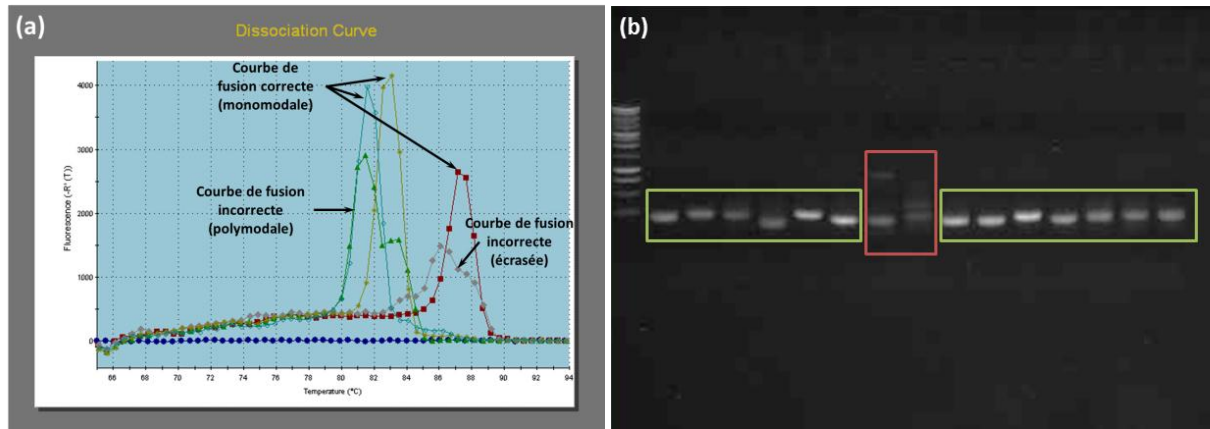 (a)
Dissociation Curve
Courbe de
fusion correcte
(monomodale)
Courbe de fusion
incorrecte
(polymodale)
Courbe de fusion
incorrecte
(écrasée)
Fluorescence (-R' (T))
4000
3000
2000
1000
0
66 68 70 72 74 76 78 80 82 84 86 88 90 92 94
Temperature (°C)
(b)